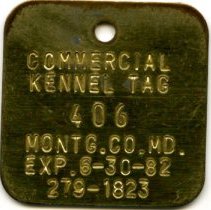 COMMERCIAL
KENNEL TAG
406
MONTG.CO.MD.
EXP.6-30-82
279-1823